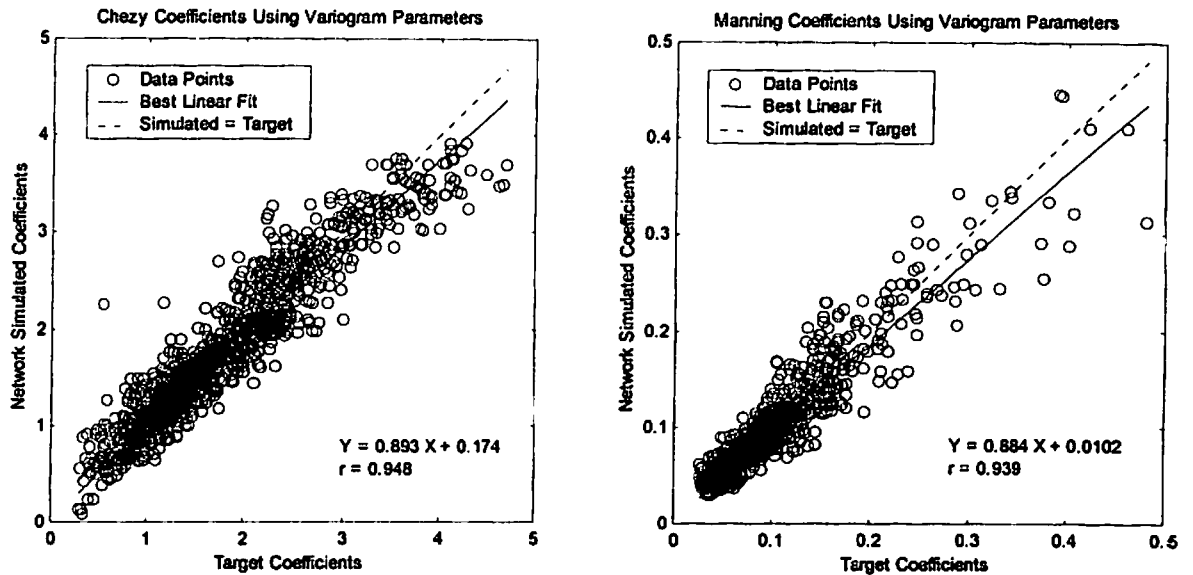 Chezy Coefficients Using Variogram Parameters
5
4
3
2
1
0
Network Simulated Coefficients
Data Points
Best Linear Fit
Simulated = Target
Y = 0.893 X + 0.174
r = 0.948
0 1 2 3 4 5
Target Coefficients
Manning Coefficients Using Variogram Parameters
0.5
0.4
0.3
0.2
0.1
0
Network Simulated Coefficients
Data Points
Best Linear Fit
Simulated = Target
Y = 0.884 X + 0.0102
r = 0.939
0 0.1 0.2 0.3 0.4 0.5
Target Coefficients